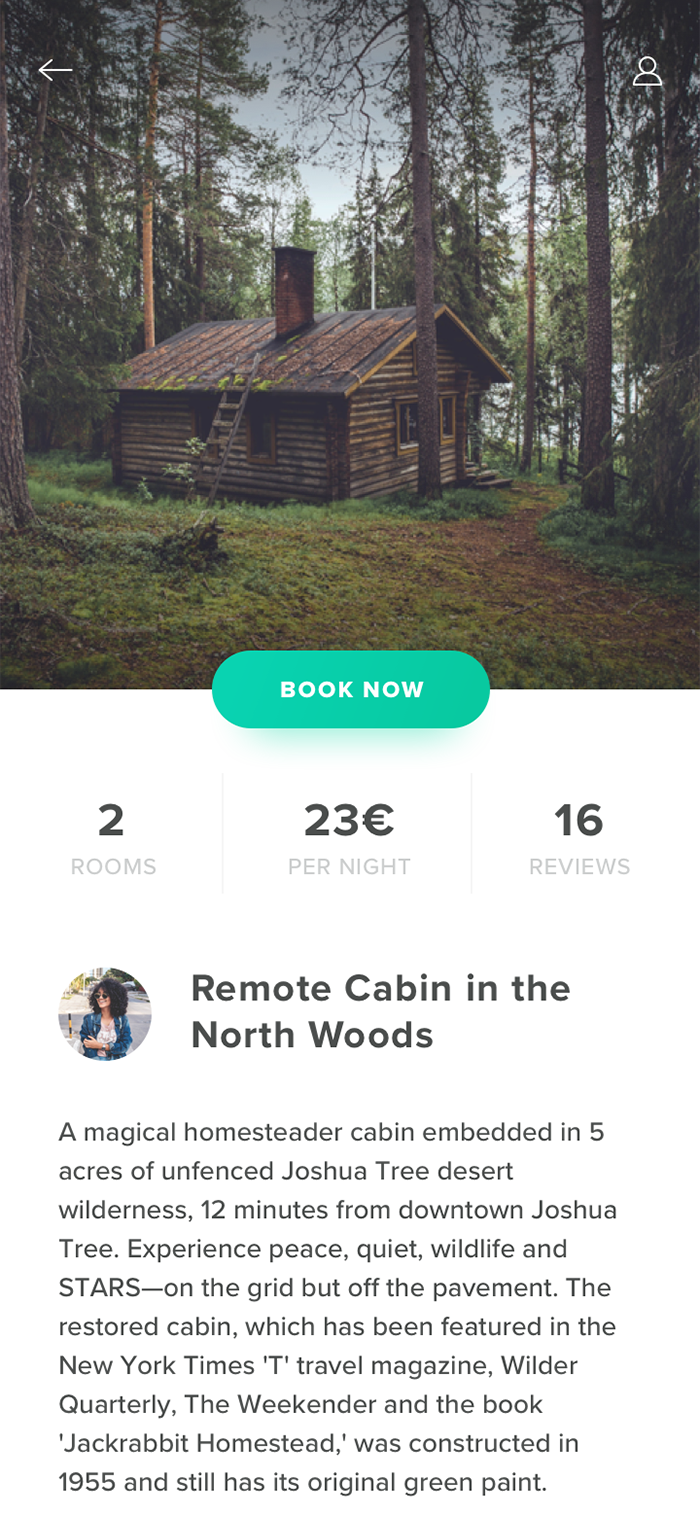 BOOK NOW
2
ROOMS
23€
PER NIGHT
16
REVIEWS
Remote Cabin in the
North Woods
A magical homesteader cabin embedded in 5
acres of unfenced Joshua Tree desert
wilderness, 12 minutes from downtown Joshua
Tree. Experience peace, quiet, wildlife and
STARS—on the grid but off the pavement. The
restored cabin, which has been featured in the
New York Times 'T' travel magazine, Wilder
Quarterly, The Weekender and the book
'Jackrabbit Homestead,' was constructed in
1955 and still has its original green paint.